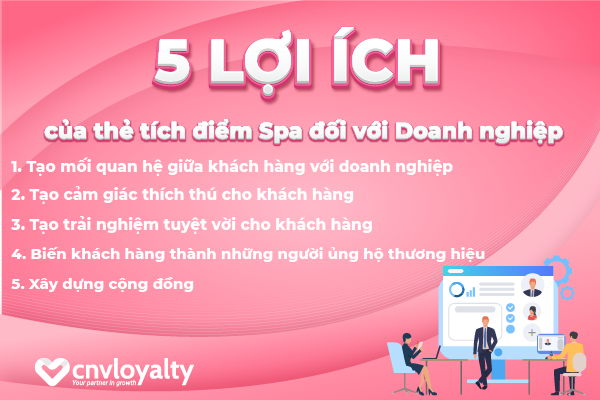 5 LỢI ÍCH
của thẻ tích điểm Spa đối với Doanh nghiệp
1. Tạo mối quan hệ giữa khách hàng với doanh nghiệp
2. Tạo cảm giác thích thú cho khách hàng
3. Tạo trải nghiệm tuyệt vời cho khách hàng
4. Biến khách hàng thành những người ủng hộ thương hiệu
5. Xây dựng cộng đồng
cnvloyalty
Your partner in growth